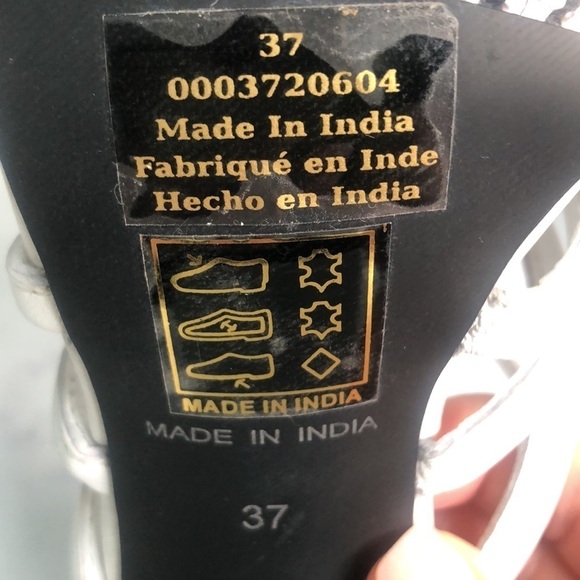 37
0003720604
Made In India
Fabriqué en Inde
Hecho en India
MADE IN INDIA
MADE IN INDIA
37